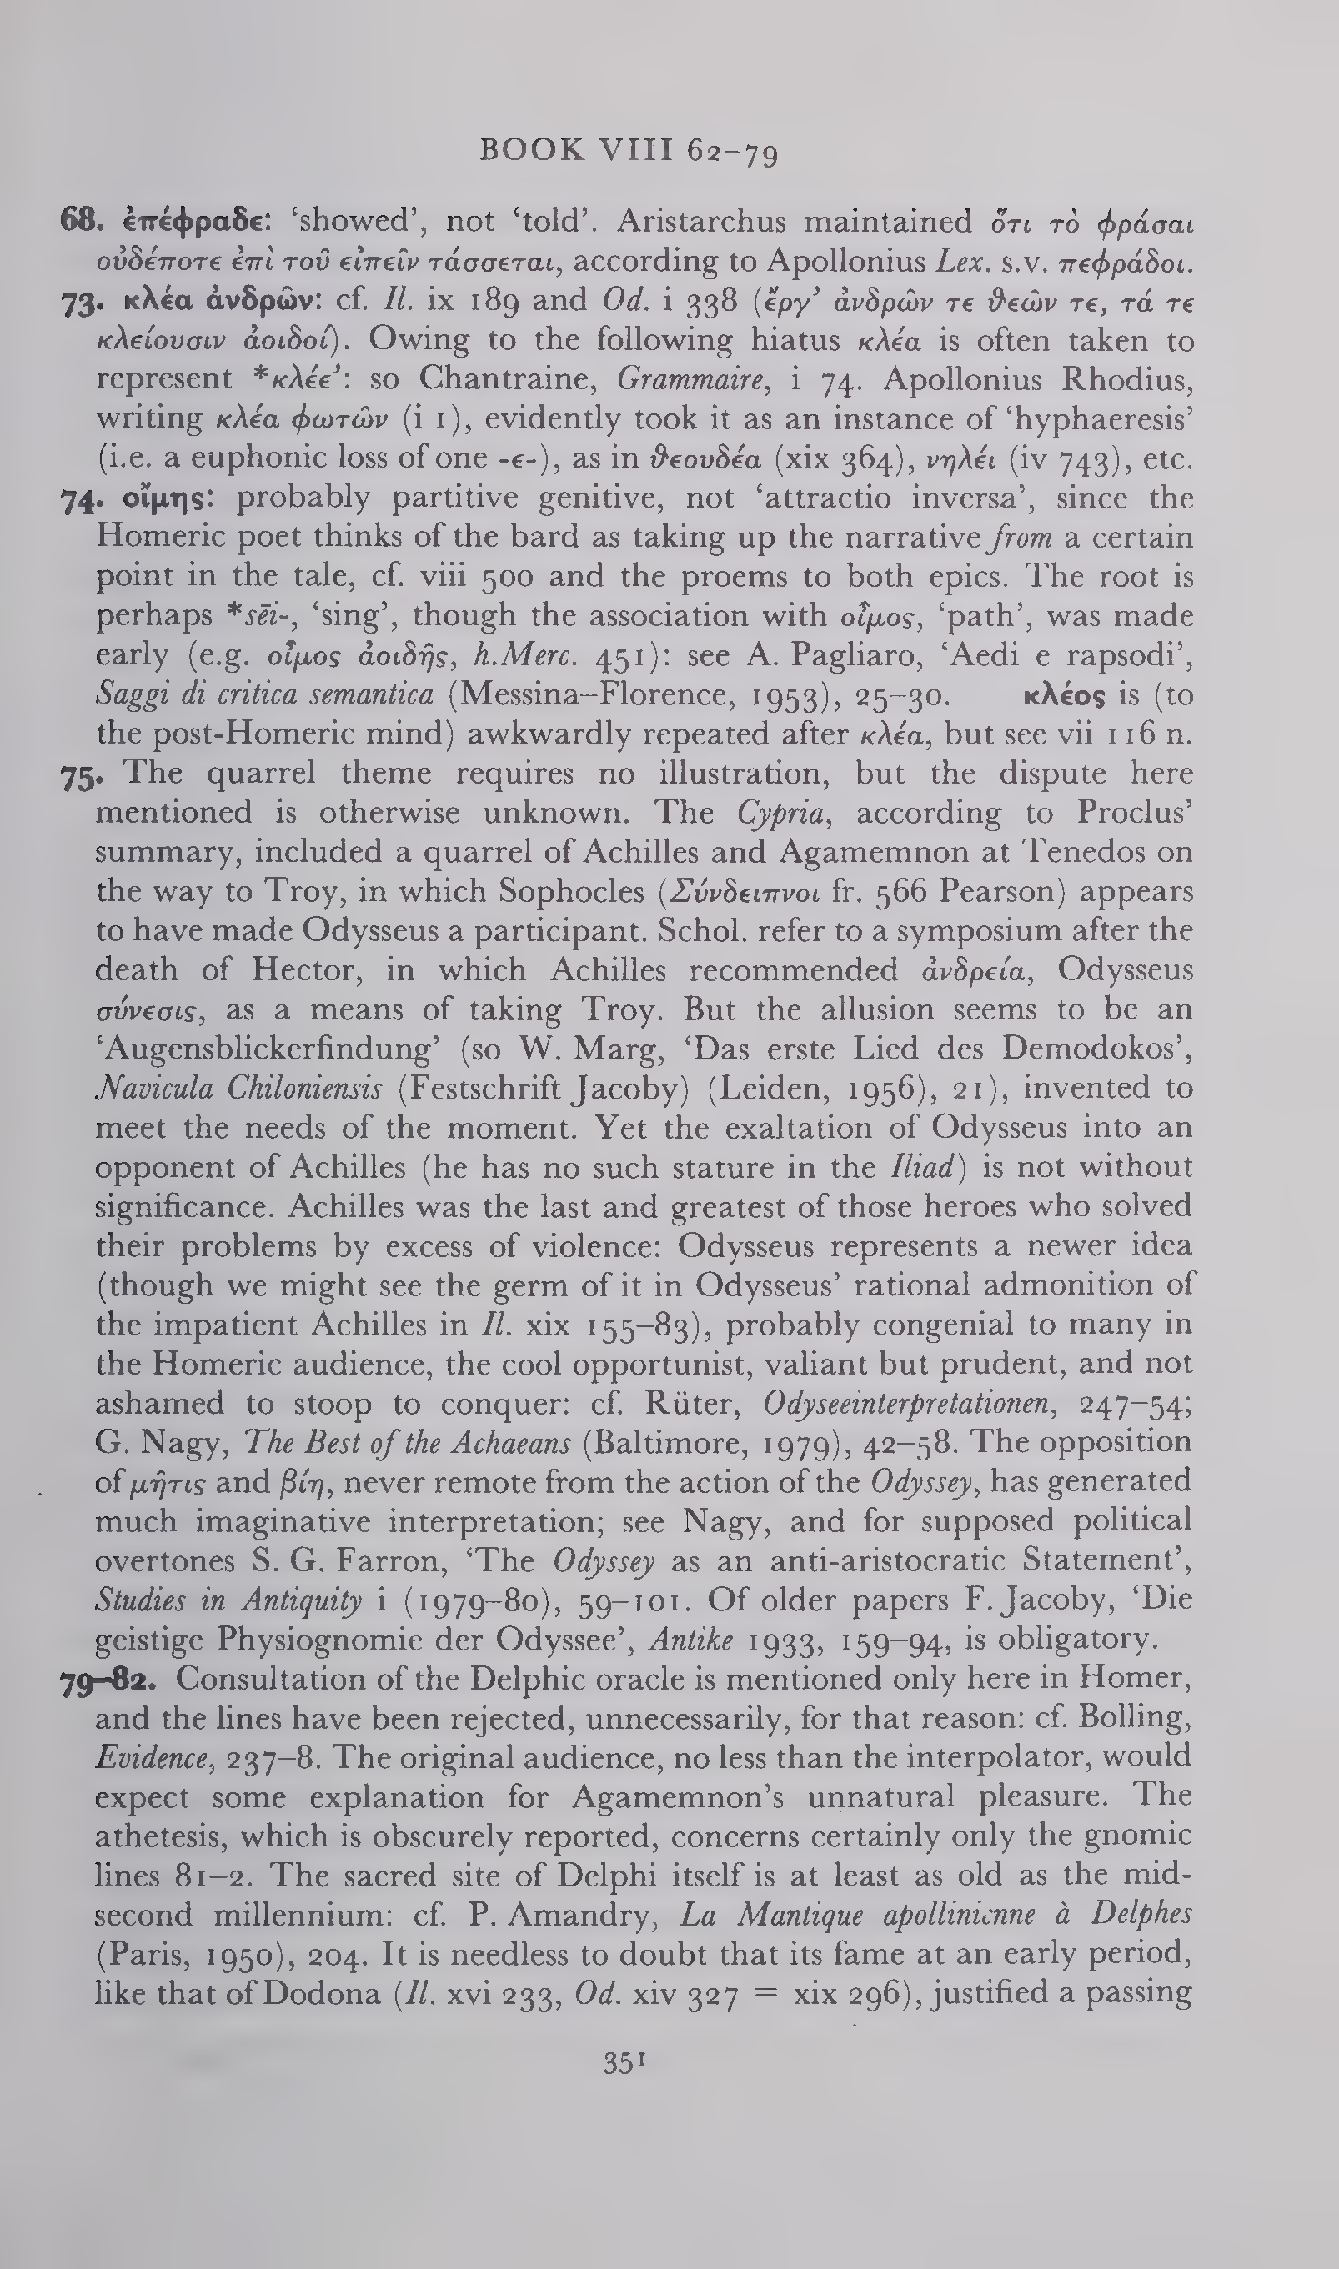 BOOK VIII 62–79
68. ἐπέφραδε: ‘showed’, not ‘told’. Aristarchus maintained ὅτι τὸ φράσαι
οὐδέποτε ἐπὶ τοῦ εἰπεῖν τάσσεται, according to Apollonius Lex. s.v. πεφράδοι.
73. κλέα ἀνδρῶν: cf. Il. ix 189 and Od. i 338 (ἔργ’ ἀνδρῶν τε ϑεῶν τε, τά τε
κλείουσιν ἀοιδοί). Owing to the following hiatus κλέα is often taken to
represent *κλέε’: so Chantraine, Grammaire, i 74. Apollonius Rhodius,
writing κλέα φωτῶν (i 1), evidently took it as an instance of ‘hyphaeresis’
(i.e. a euphonic loss of one -ε-), as in ϑεουδέα (xix 364), νηλέι (iv 743), etc.
74. οἴμης: probably partitive genitive, not ‘attractio inversa’, since the
Homeric poet thinks of the bard as taking up the narrative from a certain
point in the tale, cf. viii 500 and the proems to both epics. The root is
perhaps *sēi-, ‘sing’, though the association with οἶμος, ‘path’, was made
early (e.g. οἶμος ἀοιδῆς, h.Merc. 451): see A. Pagliaro, ‘Aedi e rapsodi’,
Saggi di critica semantica (Messina–Florence, 1953), 25–30. κλέος is (to
the post-Homeric mind) awkwardly repeated after κλέα, but see vii 116 n.
75. The quarrel theme requires no illustration, but the dispute here
mentioned is otherwise unknown. The Cypria, according to Proclus’
summary, included a quarrel of Achilles and Agamemnon at Tenedos on
the way to Troy, in which Sophocles (Σύνδειπνοι fr. 566 Pearson) appears
to have made Odysseus a participant. Schol. refer to a symposium after the
death of Hector, in which Achilles recommended ἀνδρεία, Odysseus
σύνεσις, as a means of taking Troy. But the allusion seems to be an
‘Augensblickerfindung’ (so W. Marg, ‘Das erste Lied des Demodokos’,
Navicula Chiloniensis (Festschrift Jacoby) (Leiden, 1956), 21), invented to
meet the needs of the moment. Yet the exaltation of Odysseus into an
opponent of Achilles (he has no such stature in the Iliad) is not without
significance. Achilles was the last and greatest of those heroes who solved
their problems by excess of violence: Odysseus represents a newer idea
(though we might see the germ of it in Odysseus’ rational admonition of
the impatient Achilles in Il. xix 155–83), probably congenial to many in
the Homeric audience, the cool opportunist, valiant but prudent, and not
ashamed to stoop to conquer: cf. Rüter, Odyseeinterpretationen, 247–54;
G. Nagy, The Best of the Achaeans (Baltimore, 1979), 42–58. The opposition
of μῆτις and βίη, never remote from the action of the Odyssey, has generated
much imaginative interpretation; see Nagy, and for supposed political
overtones S. G. Farron, ‘The Odyssey as an anti-aristocratic Statement’,
Studies in Antiquity i (1979–80), 59–101. Of older papers F. Jacoby, ‘Die
geistige Physiognomie der Odyssee’, Antike 1933, 159–94, is obligatory.
79–82. Consultation of the Delphic oracle is mentioned only here in Homer,
and the lines have been rejected, unnecessarily, for that reason: cf. Bolling,
Evidence, 237–8. The original audience, no less than the interpolator, would
expect some explanation for Agamemnon’s unnatural pleasure. The
athetesis, which is obscurely reported, concerns certainly only the gnomic
lines 81–2. The sacred site of Delphi itself is at least as old as the mid-
second millennium: cf. P. Amandry, La Mantique apollinienne à Delphes
(Paris, 1950), 204. It is needless to doubt that its fame at an early period,
like that of Dodona (Il. xvi 233, Od. xiv 327 = xix 296), justified a passing
351